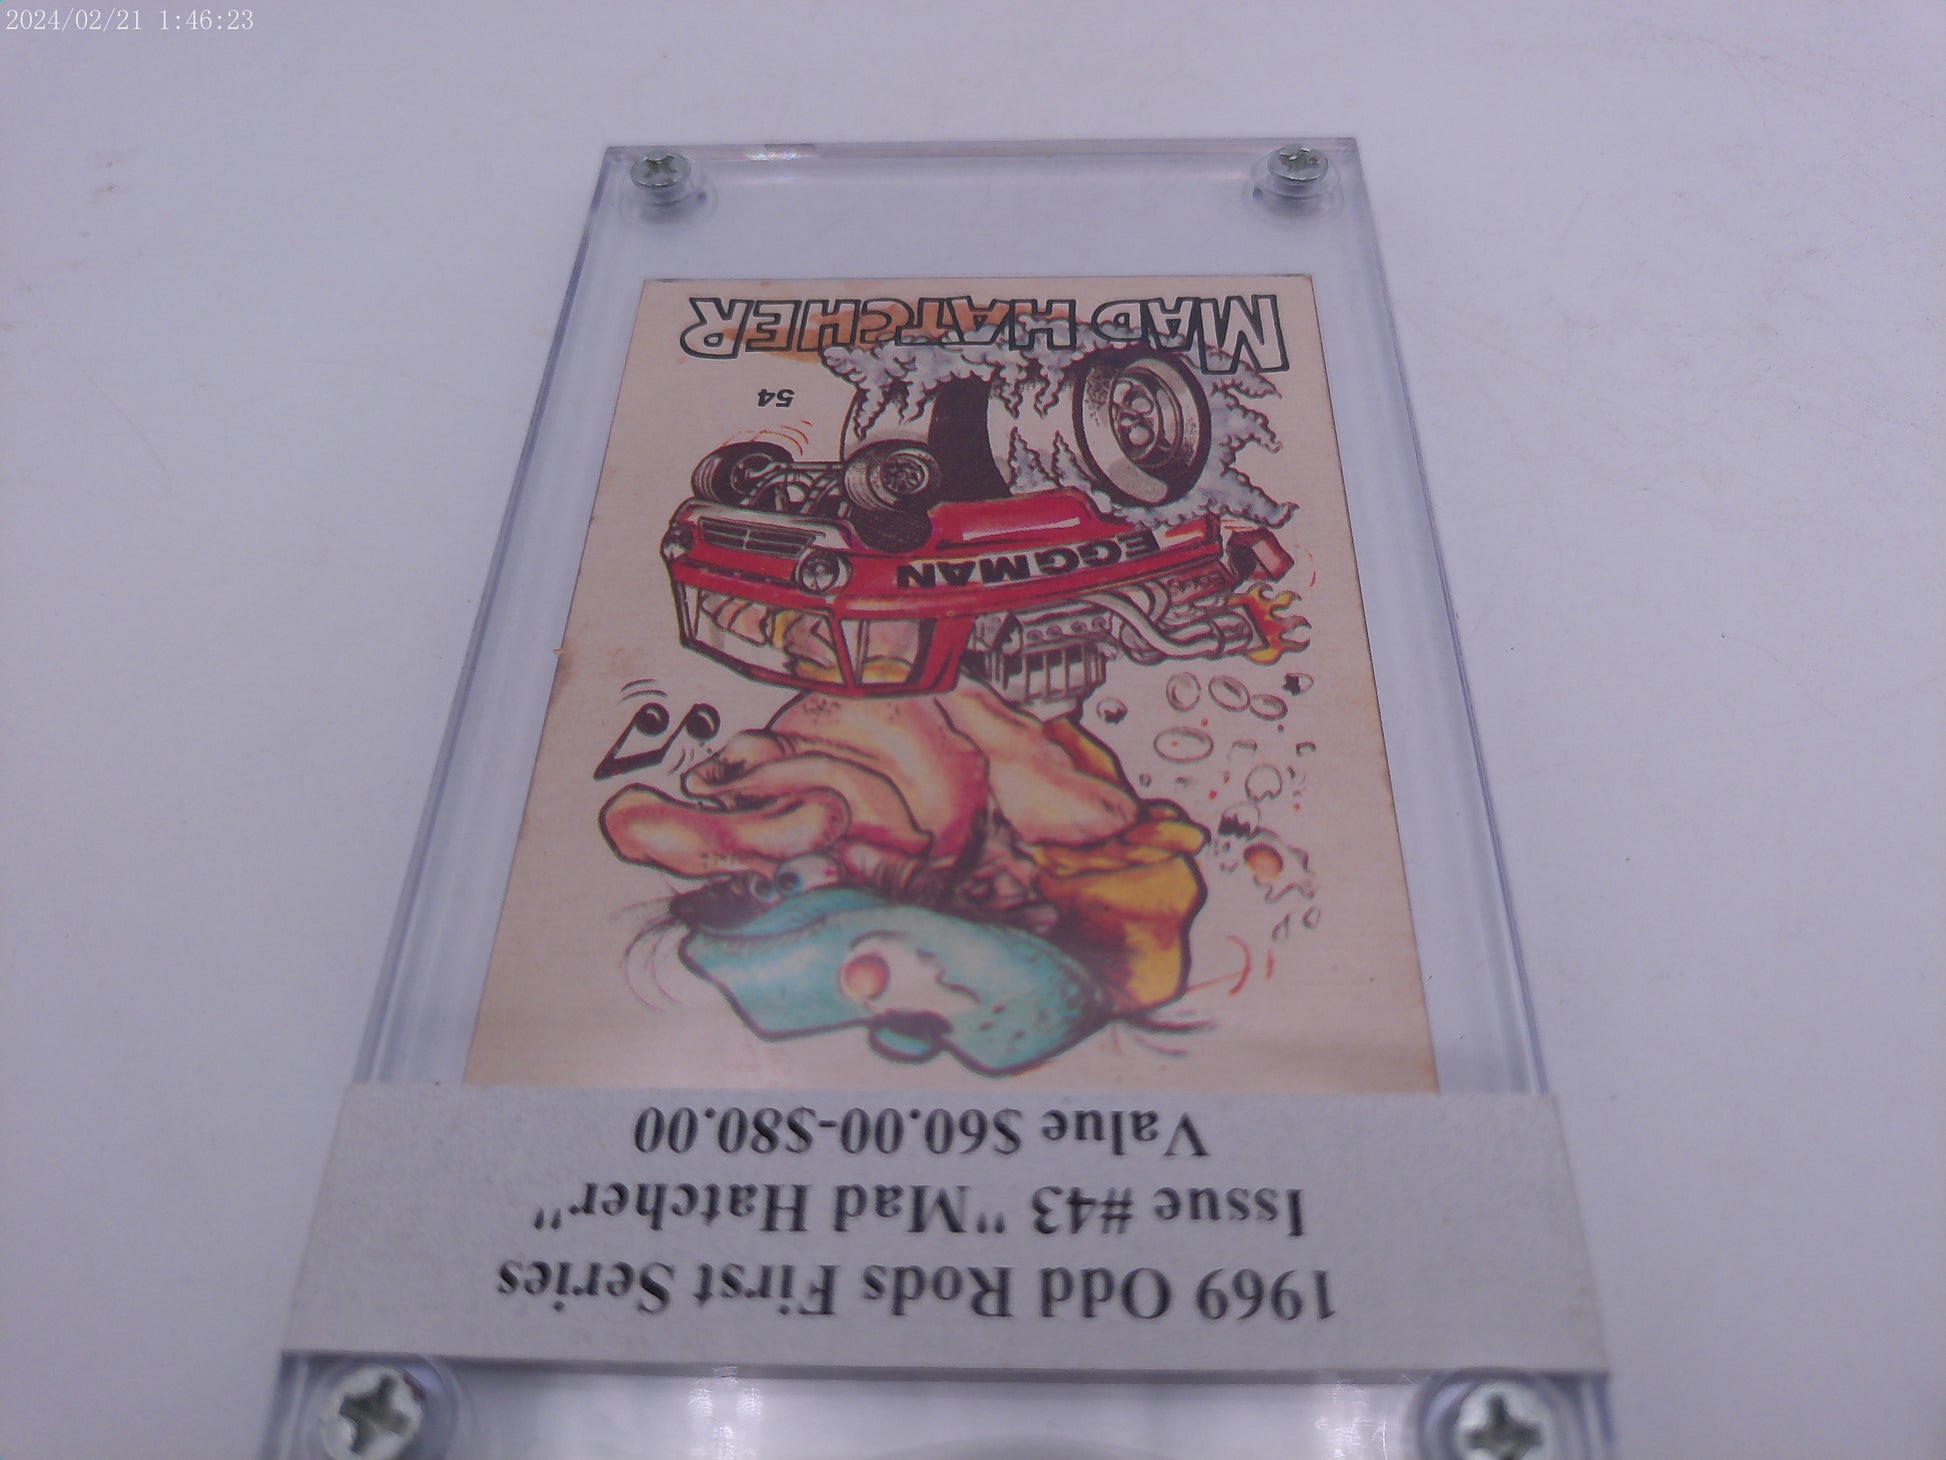 2024/02/21 1:46:23
1969 Odd Rods First Series
Issue #43 "Mad Hatcher"
Value $60.00-$80.00
EGGMAN
54
MAD HATCHER